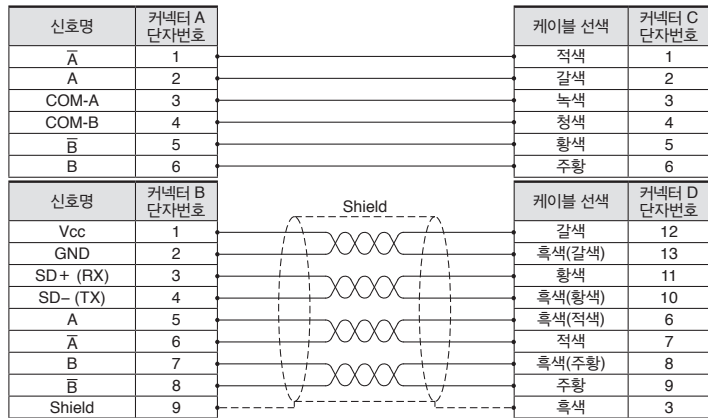 신호명 커넥터 A 단자번호 케이블 선색 커넥터 C 단자번호
A̅ 1 적색 1
A 2 갈색 2
COM-A 3 녹색 3
COM-B 4 청색 4
B̅ 5 황색 5
B 6 주황 6
신호명 커넥터 B 단자번호 Shield 케이블 선색 커넥터 D 단자번호
Vcc 1 갈색 12
GND 2 흑색(갈색) 13
SD+ (RX) 3 황색 11
SD− (TX) 4 흑색(황색) 10
A 5 흑색(적색) 6
A̅ 6 적색 7
B 7 흑색(주황) 8
B̅ 8 주황 9
Shield 9 흑색 3